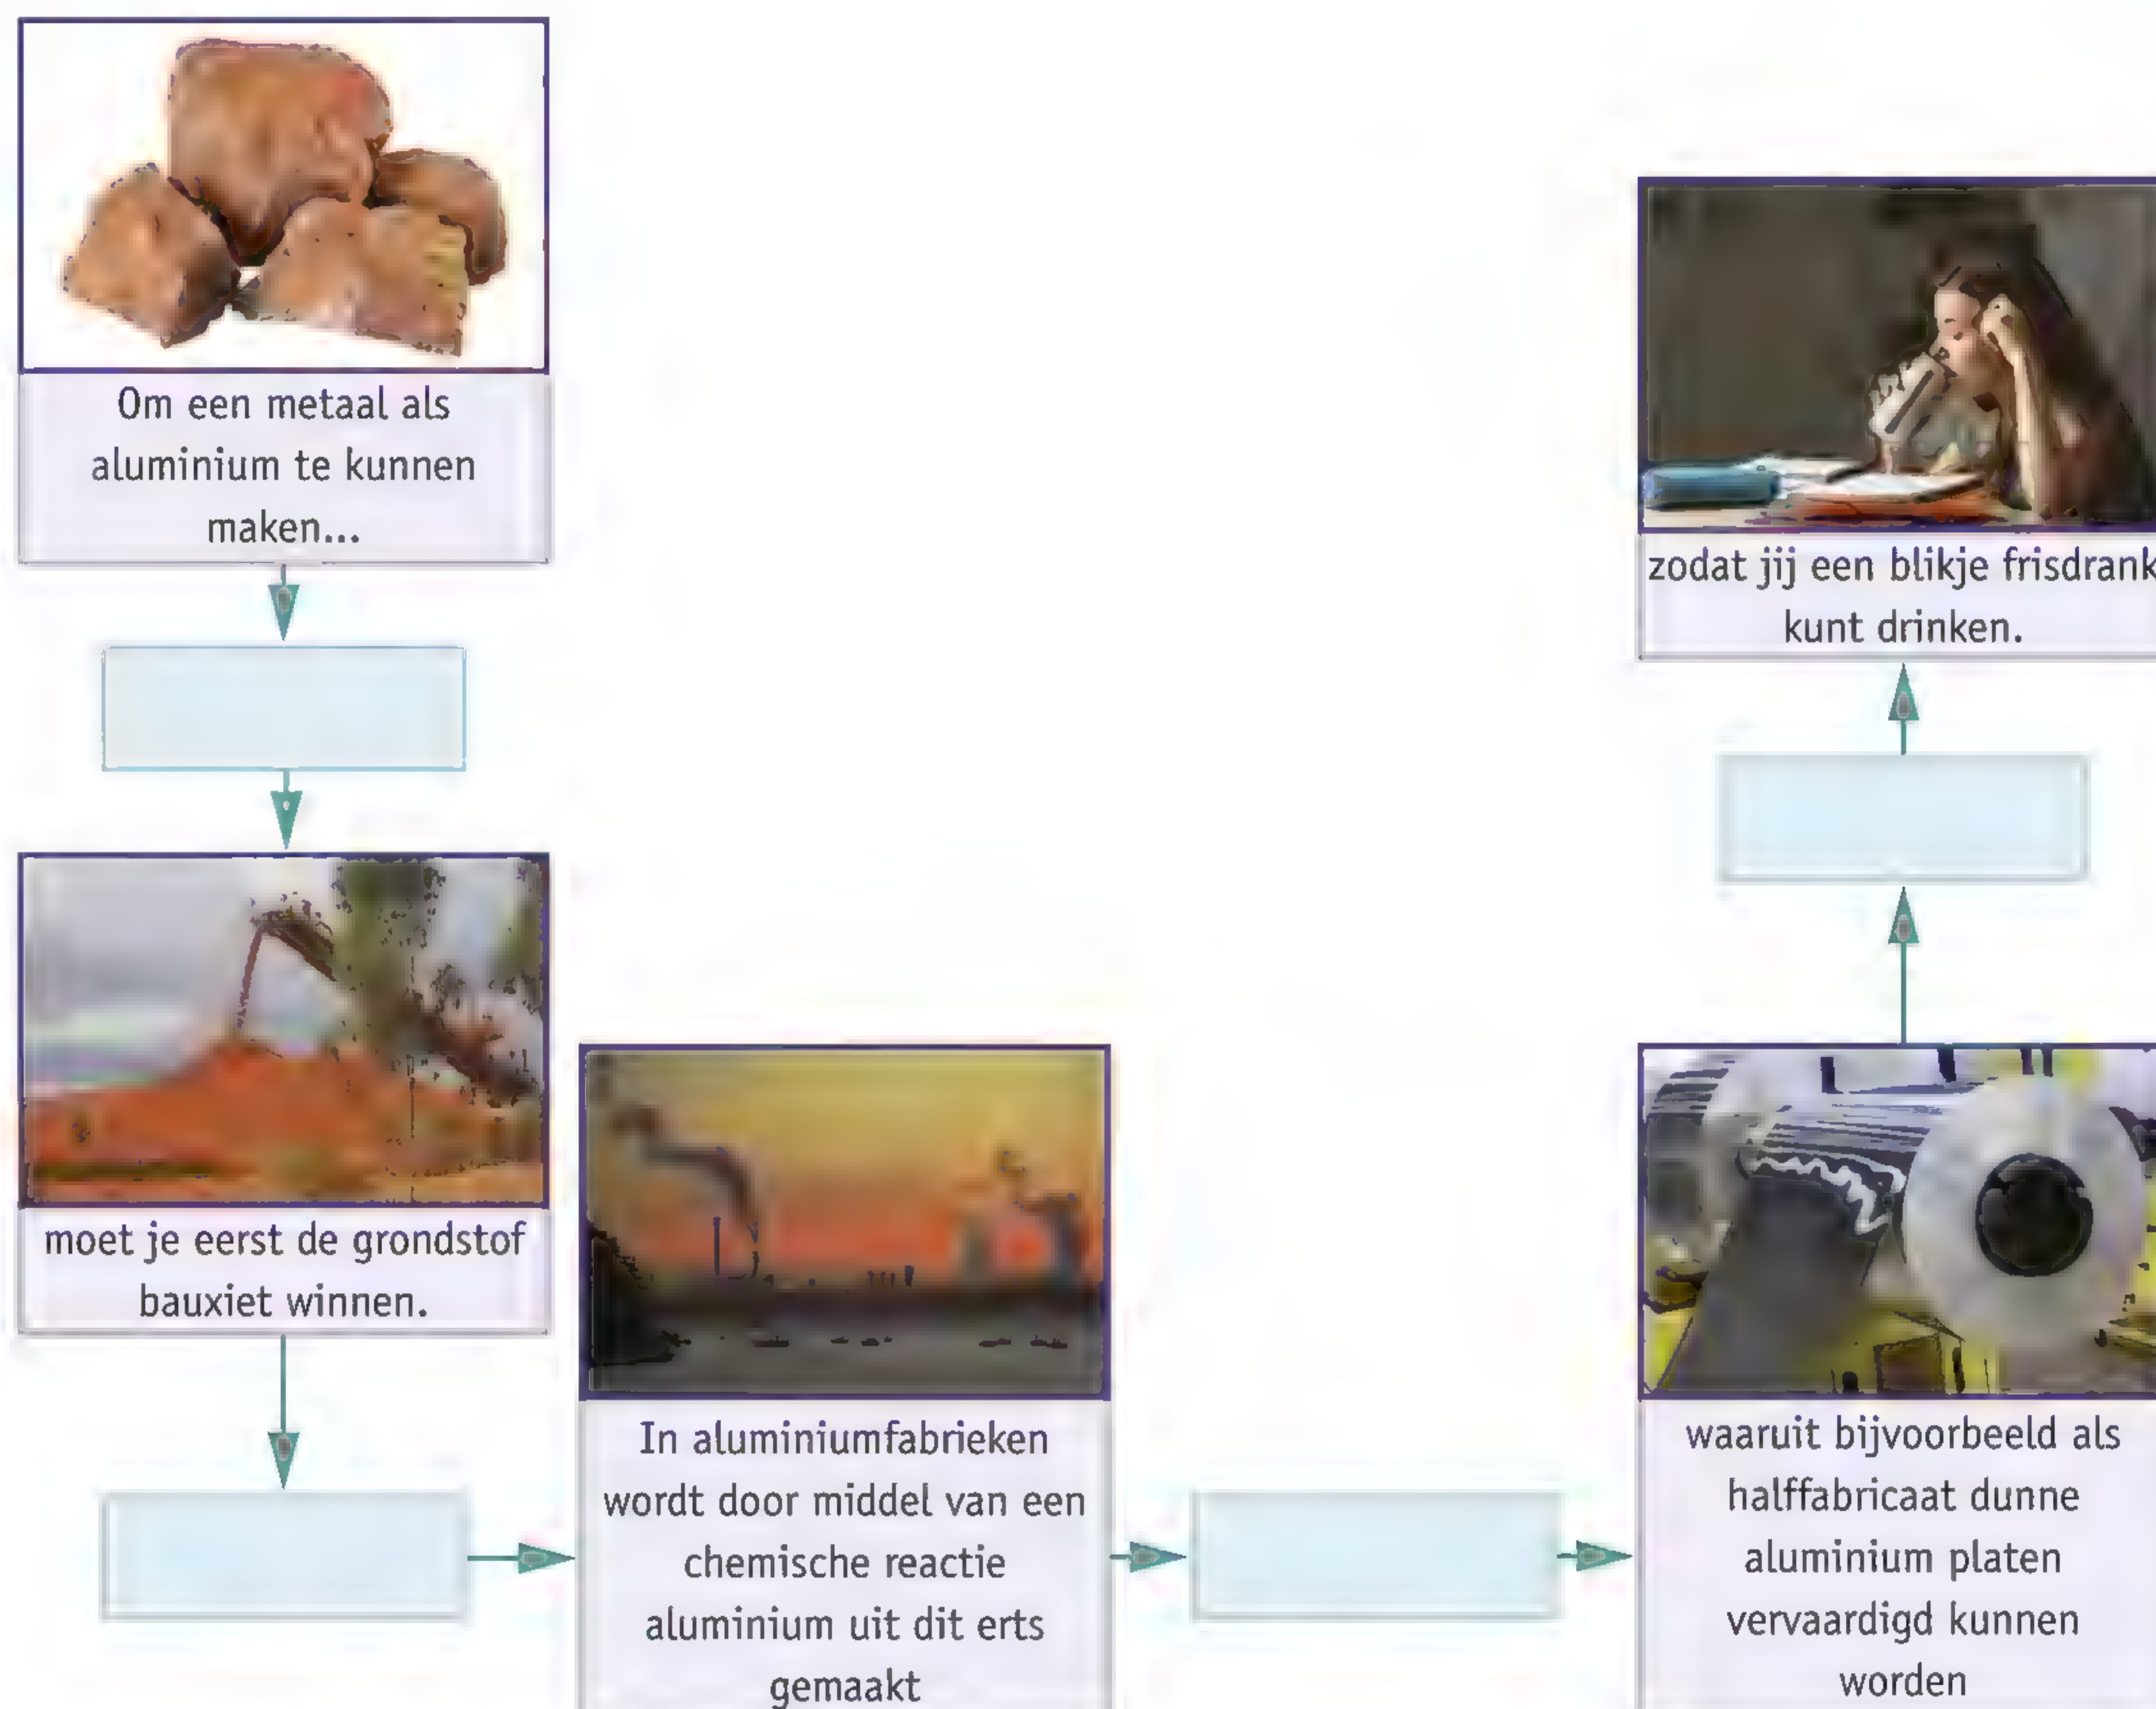 Om een metaal als
aluminium te kunnen
maken...
moet je eerst de grondstof
bauxiet winnen.
In aluminiumfabrieken
wordt door middel van een
chemische reactie
aluminium uit dit erts
gemaakt
waaruit bijvoorbeeld als
halffabricaat dunne
aluminium platen
vervaardigd kunnen
worden
zodat jij een blikje frisdrank
kunt drinken.